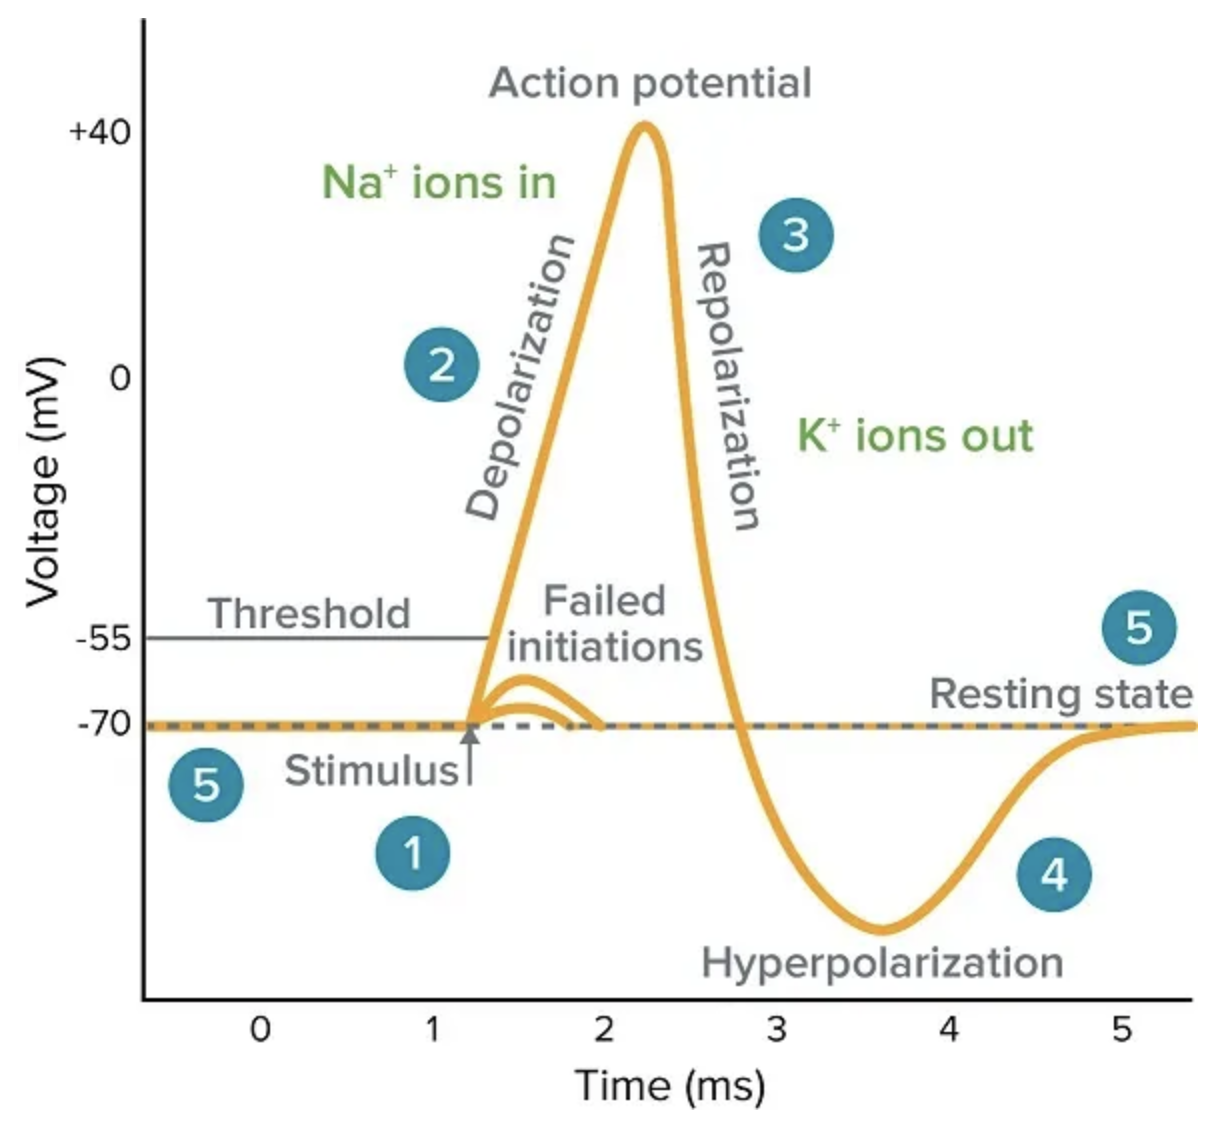 Action potential
+40
Na⁺ ions in
3
Depolarization
Repolarization
2
0
K⁺ ions out
Voltage (mV)
Threshold
Failed
initiations
-55
5
Resting state
-70
Stimulus
5
1
4
Hyperpolarization
0 1 2 3 4 5
Time (ms)